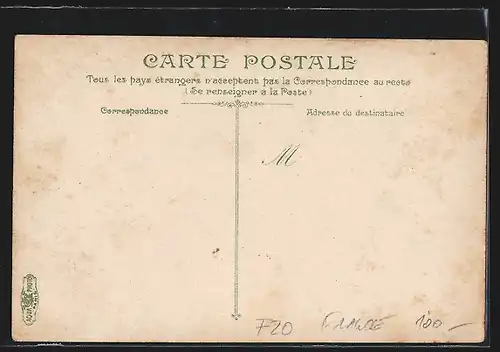 CARTE POSTALE
Tous les pays étrangers n'acceptent pas la Correspondance au recto
(Se renseigner à la Poste)
Correspondance
Adresse du destinataire
M
F20 FRANCE 100-